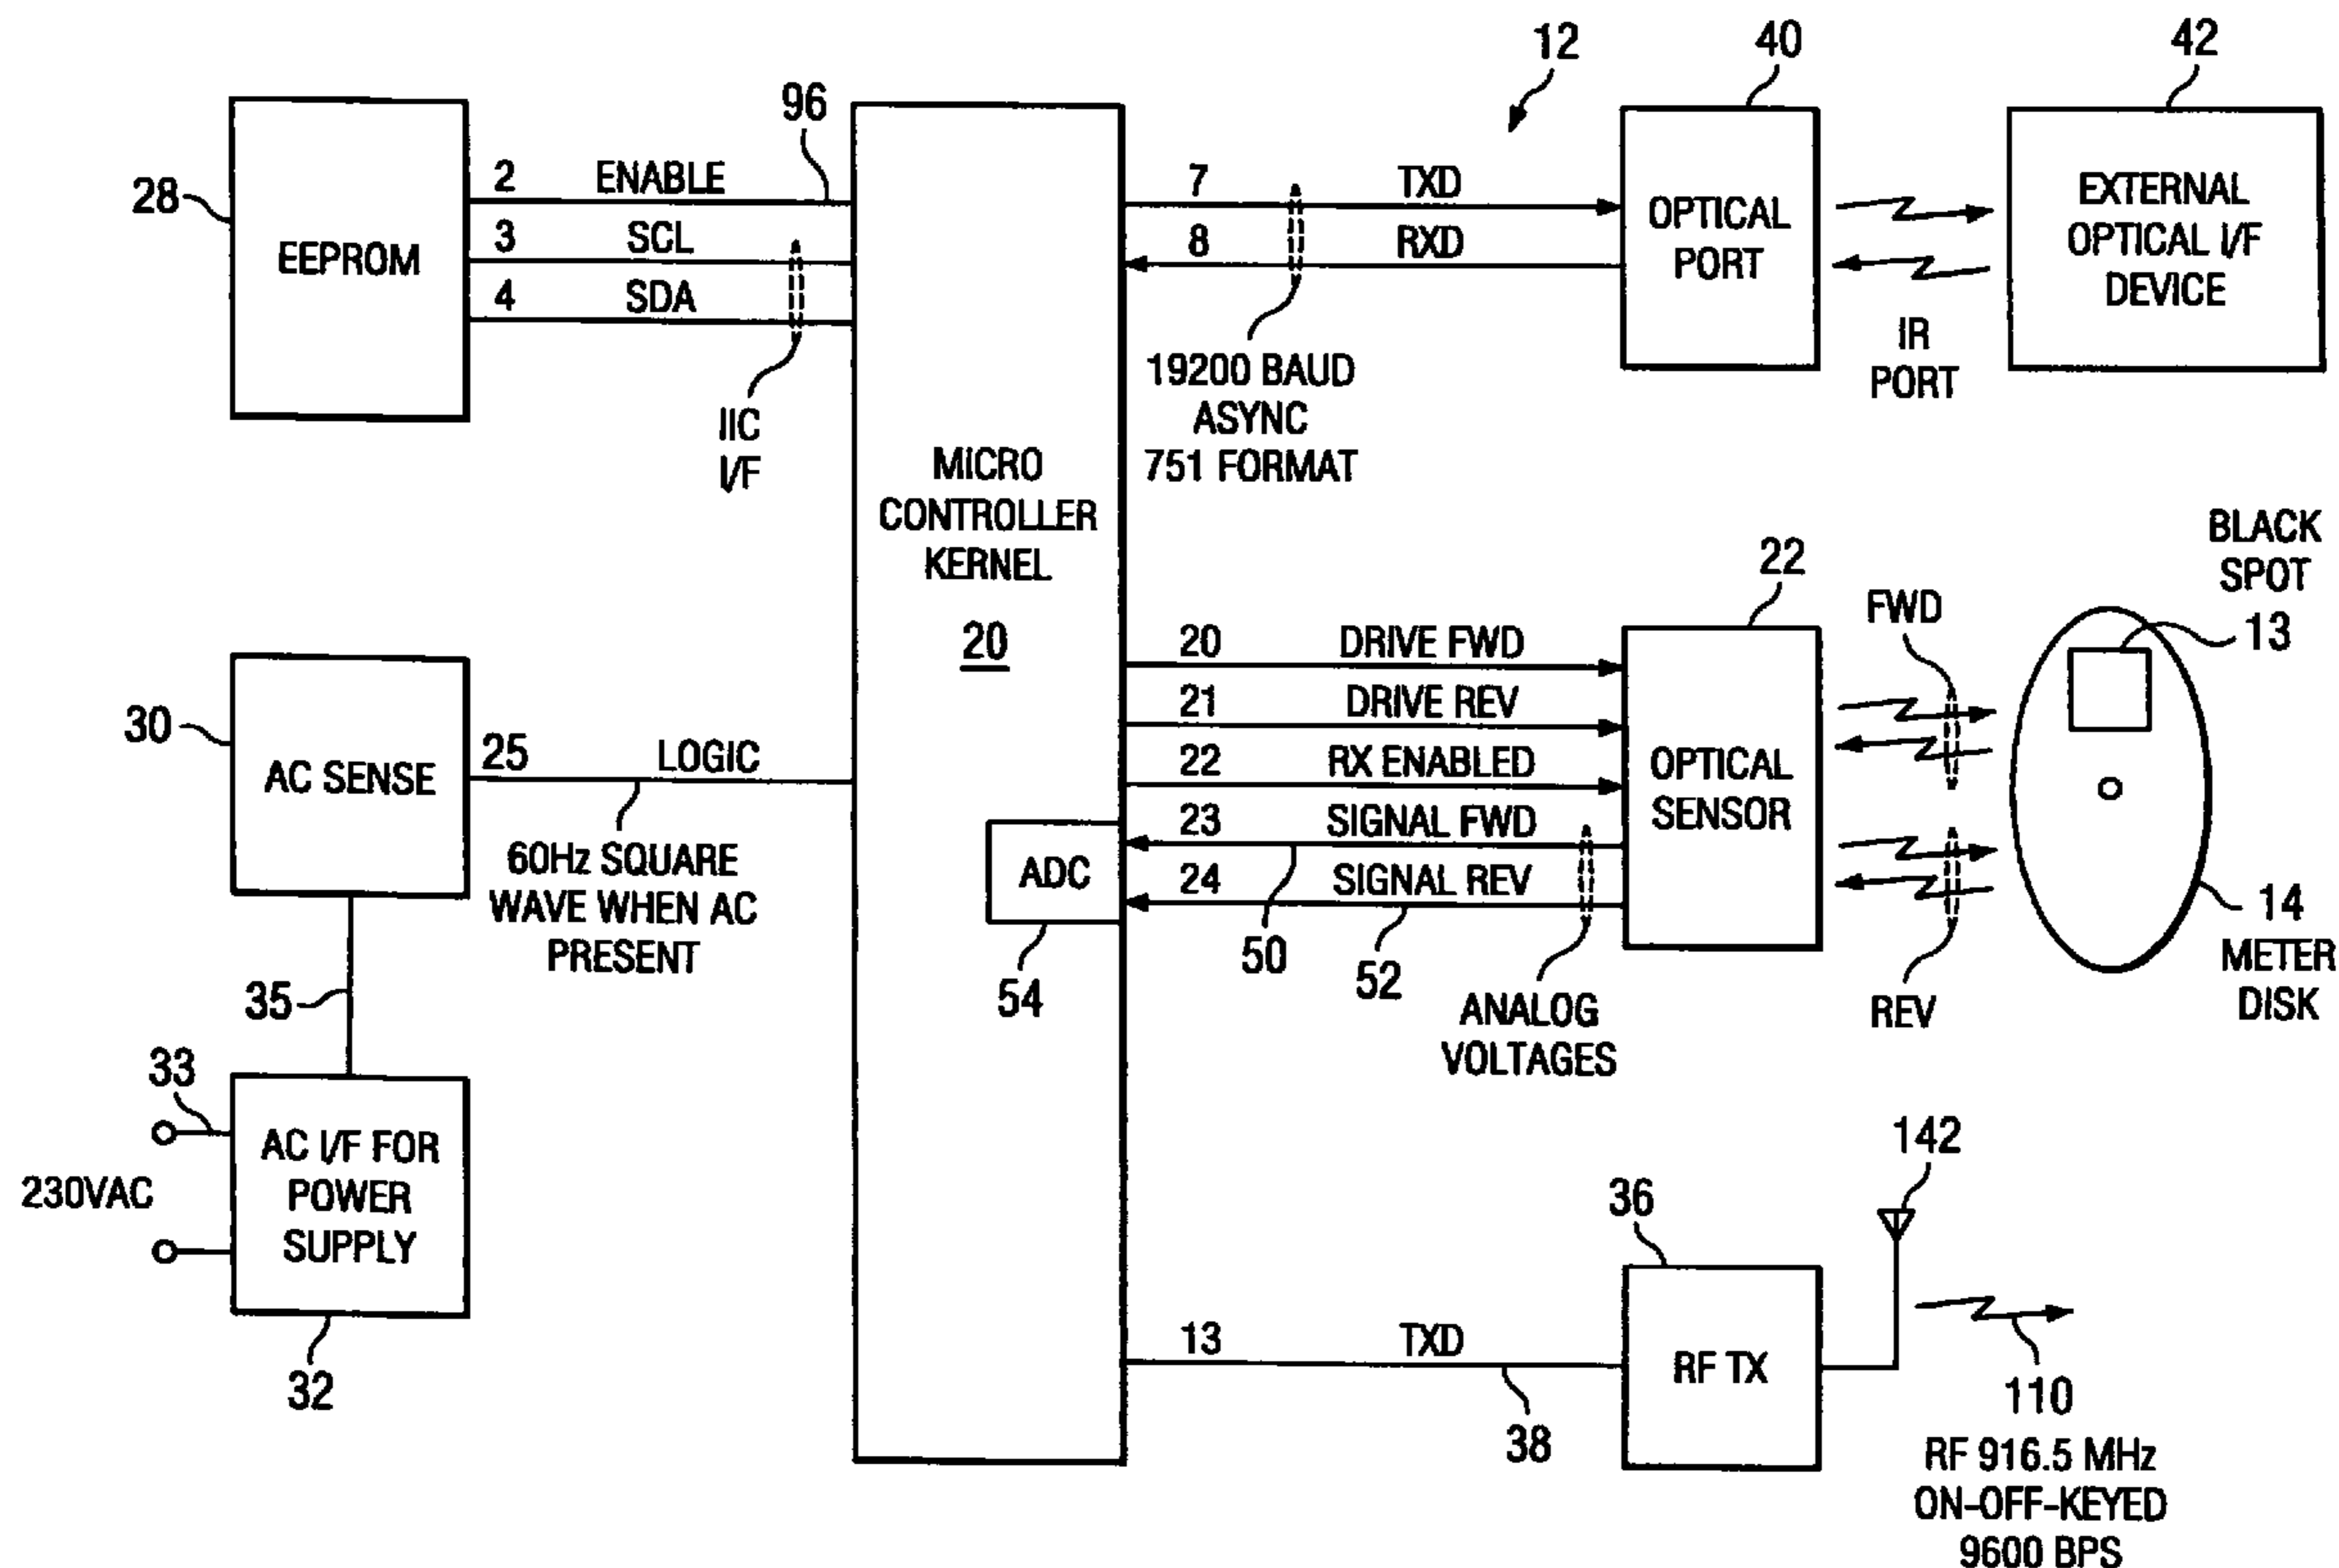 12
40
42
28
EEPROM
2 ENABLE
3 SCL
4 SDA
96
IIC
I/F
MICRO
CONTROLLER
KERNEL
20
7 TXD
8 RXD
19200 BAUD
ASYNC
751 FORMAT
OPTICAL
PORT
IR
PORT
EXTERNAL
OPTICAL I/F
DEVICE
30
AC SENSE
25 LOGIC
60Hz SQUARE
WAVE WHEN AC
PRESENT
35
33
230VAC
AC I/F FOR
POWER
SUPPLY
32
ADC
54
20 DRIVE FWD
21 DRIVE REV
22 RX ENABLED
23 SIGNAL FWD
24 SIGNAL REV
50
52
ANALOG
VOLTAGES
22
OPTICAL
SENSOR
FWD
REV
BLACK
SPOT
13
14
METER
DISK
13 TXD
38
36
RF TX
142
110
RF 916.5 MHz
ON-OFF-KEYED
9600 BPS